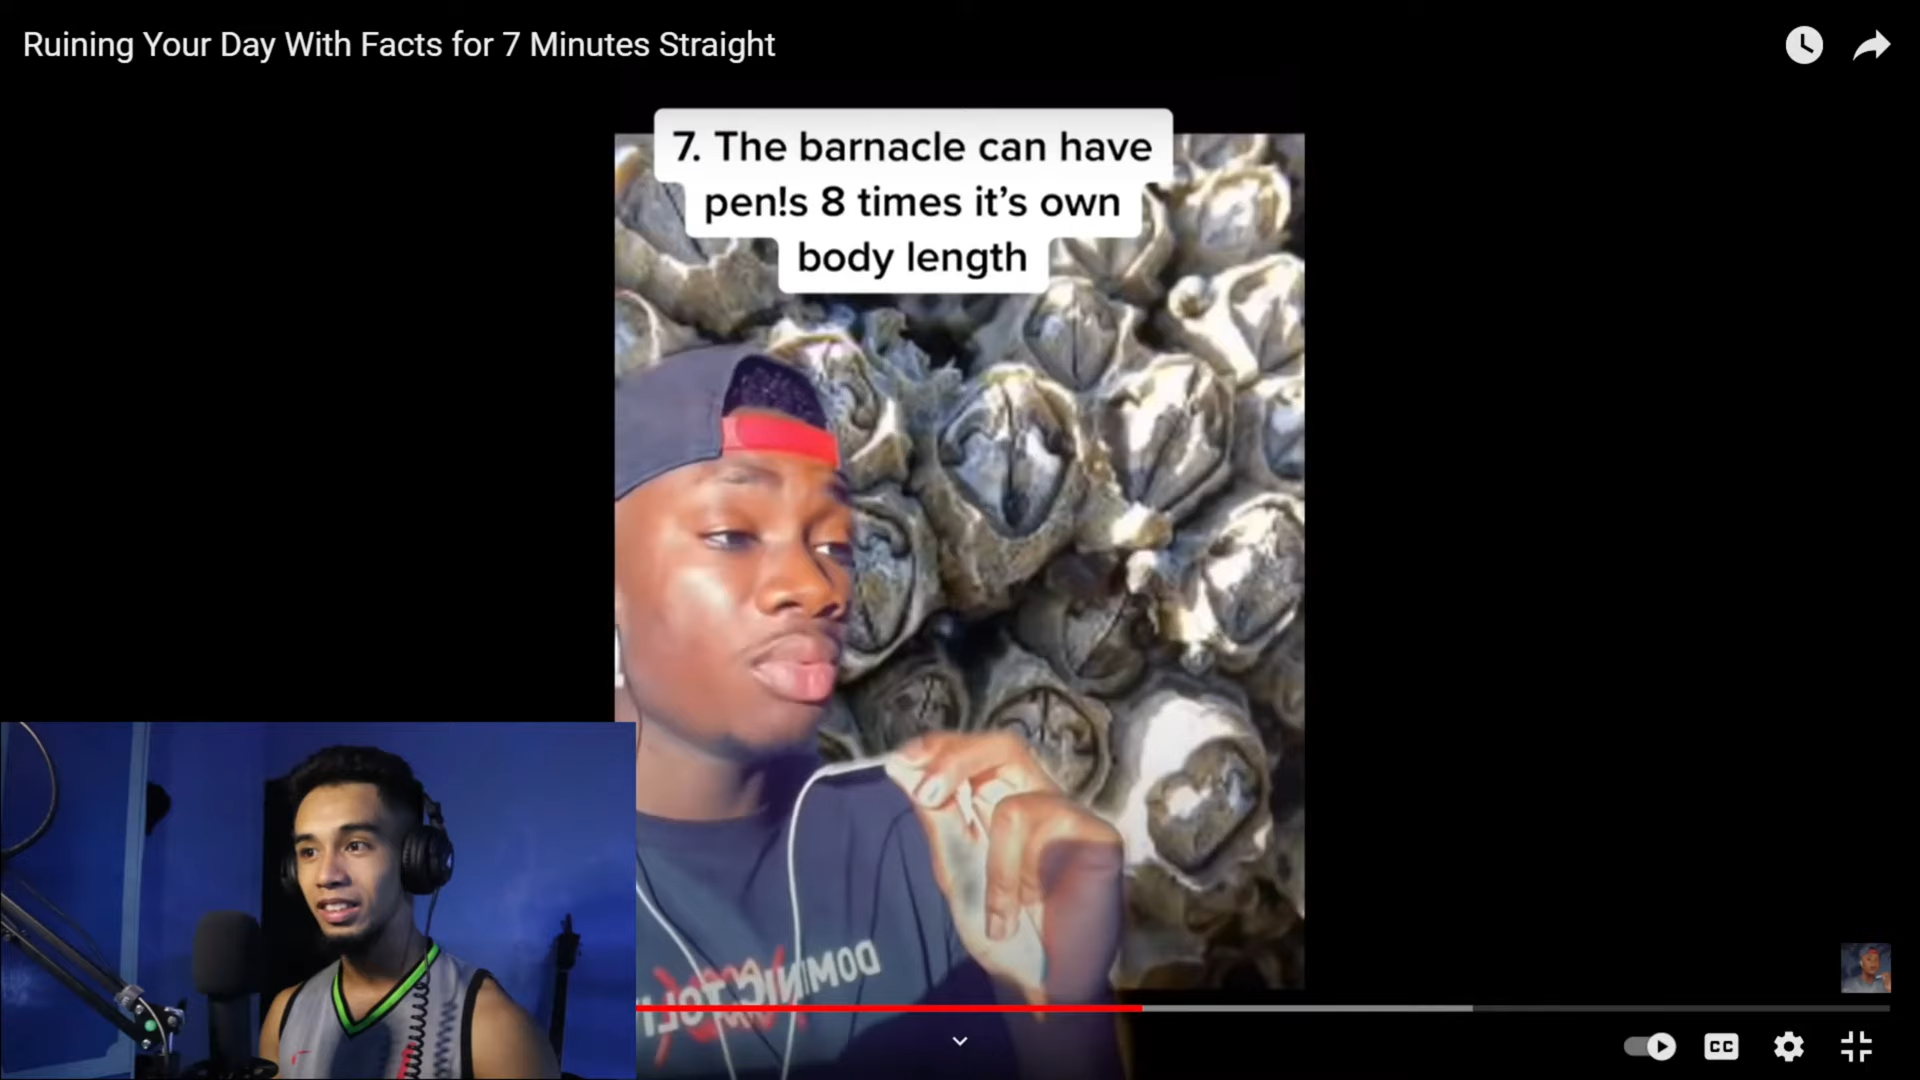 Ruining Your Day With Facts for 7 Minutes Straight
7. The barnacle can have
pen!s 8 times it's own
body length
CC